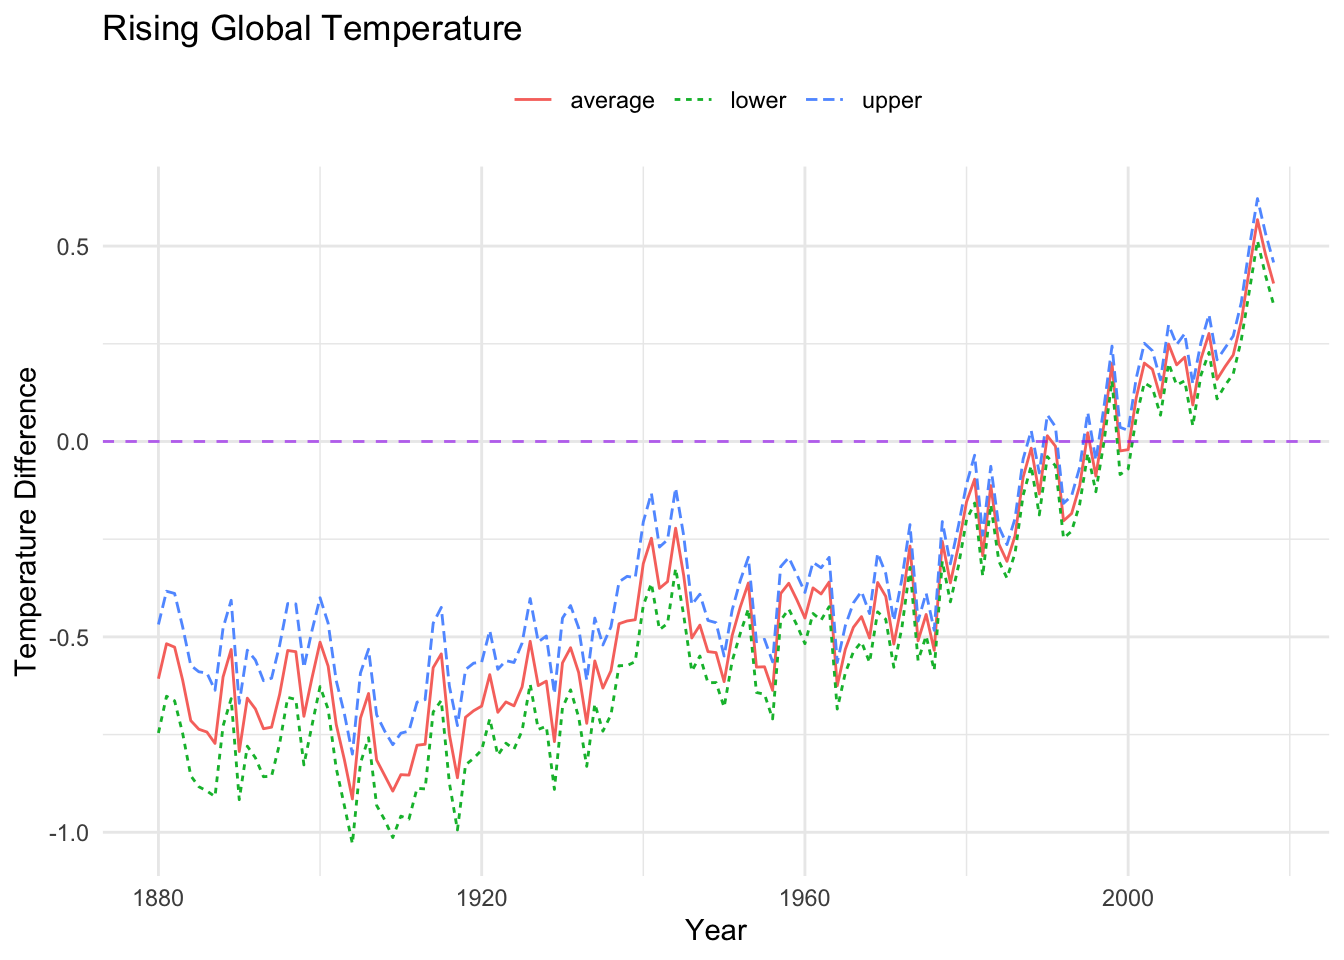 Rising Global Temperature
average lower upper
0.5
0.0
-0.5
-1.0
Temperature Difference
1880 1920 1960 2000
Year